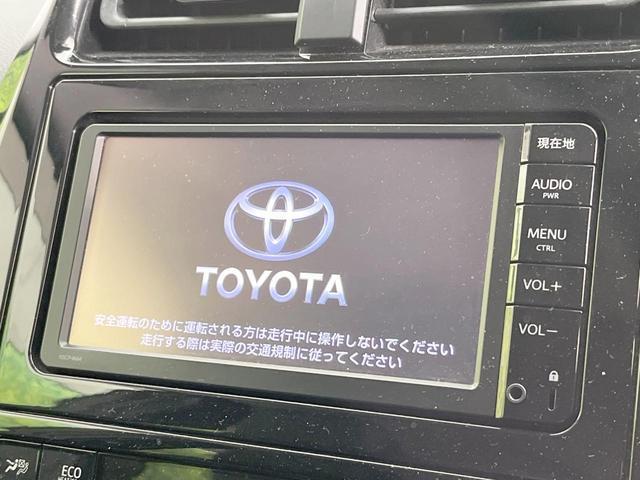 現在地
AUDIO
PWR
MENU
CTRL
VOL+
VOL−
TOYOTA
安全運転のために運転される方は走行中に操作しないでください
走行する際は実際の交通規制に従ってください
ECO